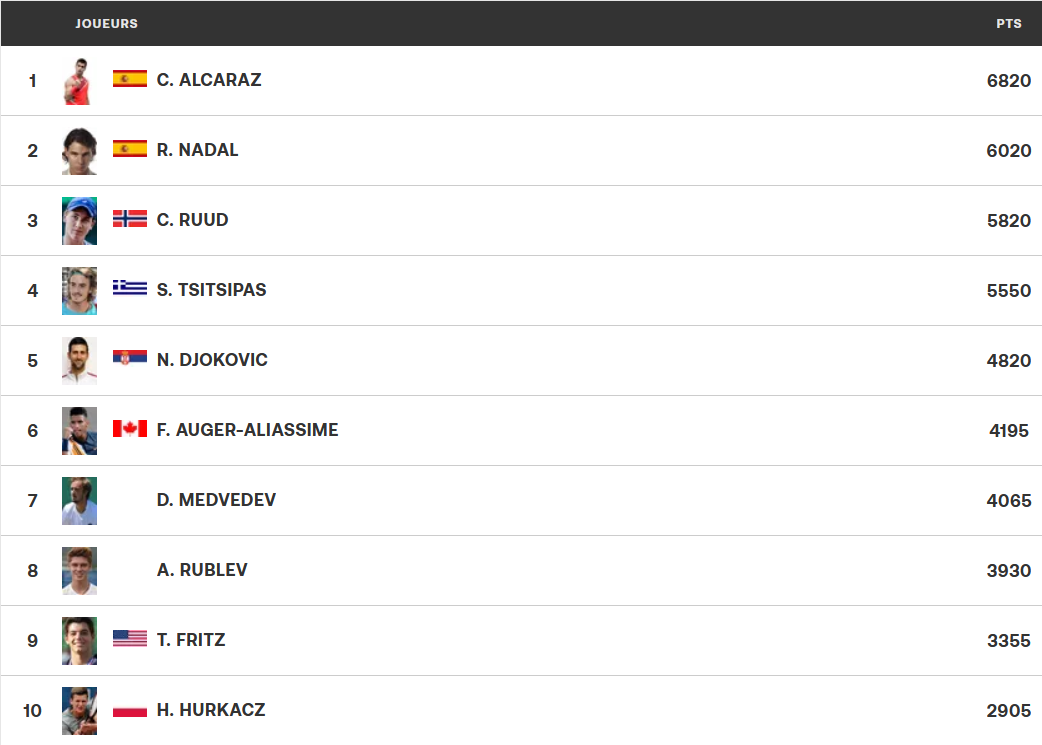 JOUEURS PTS
1 C. ALCARAZ 6820
2 R. NADAL 6020
3 C. RUUD 5820
4 S. TSITSIPAS 5550
5 N. DJOKOVIC 4820
6 F. AUGER-ALIASSIME 4195
7 D. MEDVEDEV 4065
8 A. RUBLEV 3930
9 T. FRITZ 3355
10 H. HURKACZ 2905